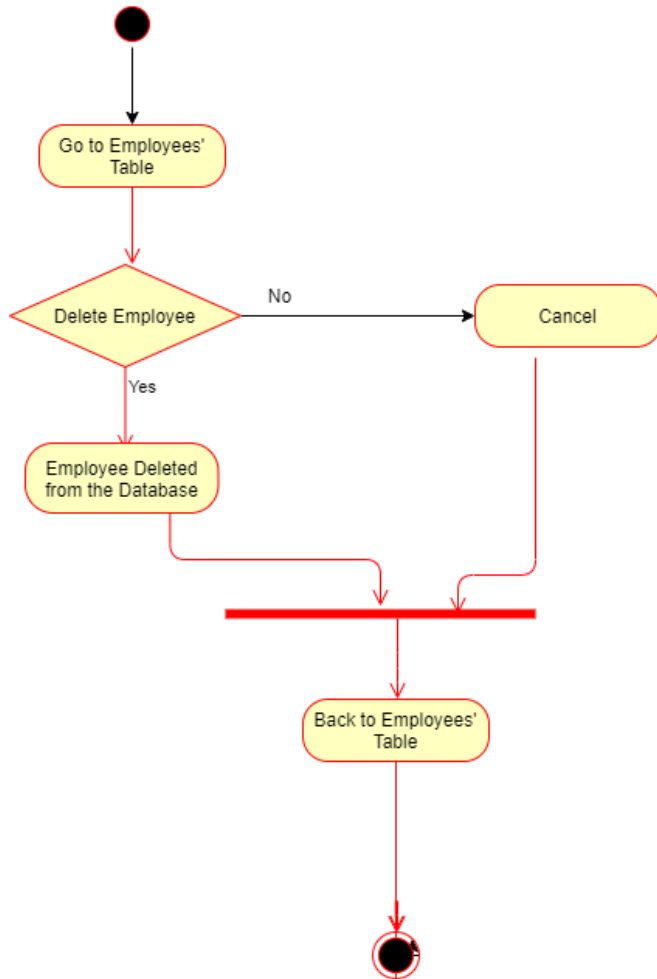 Go to Employees'
Table
Delete Employee
No
Cancel
Yes
Employee Deleted
from the Database
Back to Employees'
Table